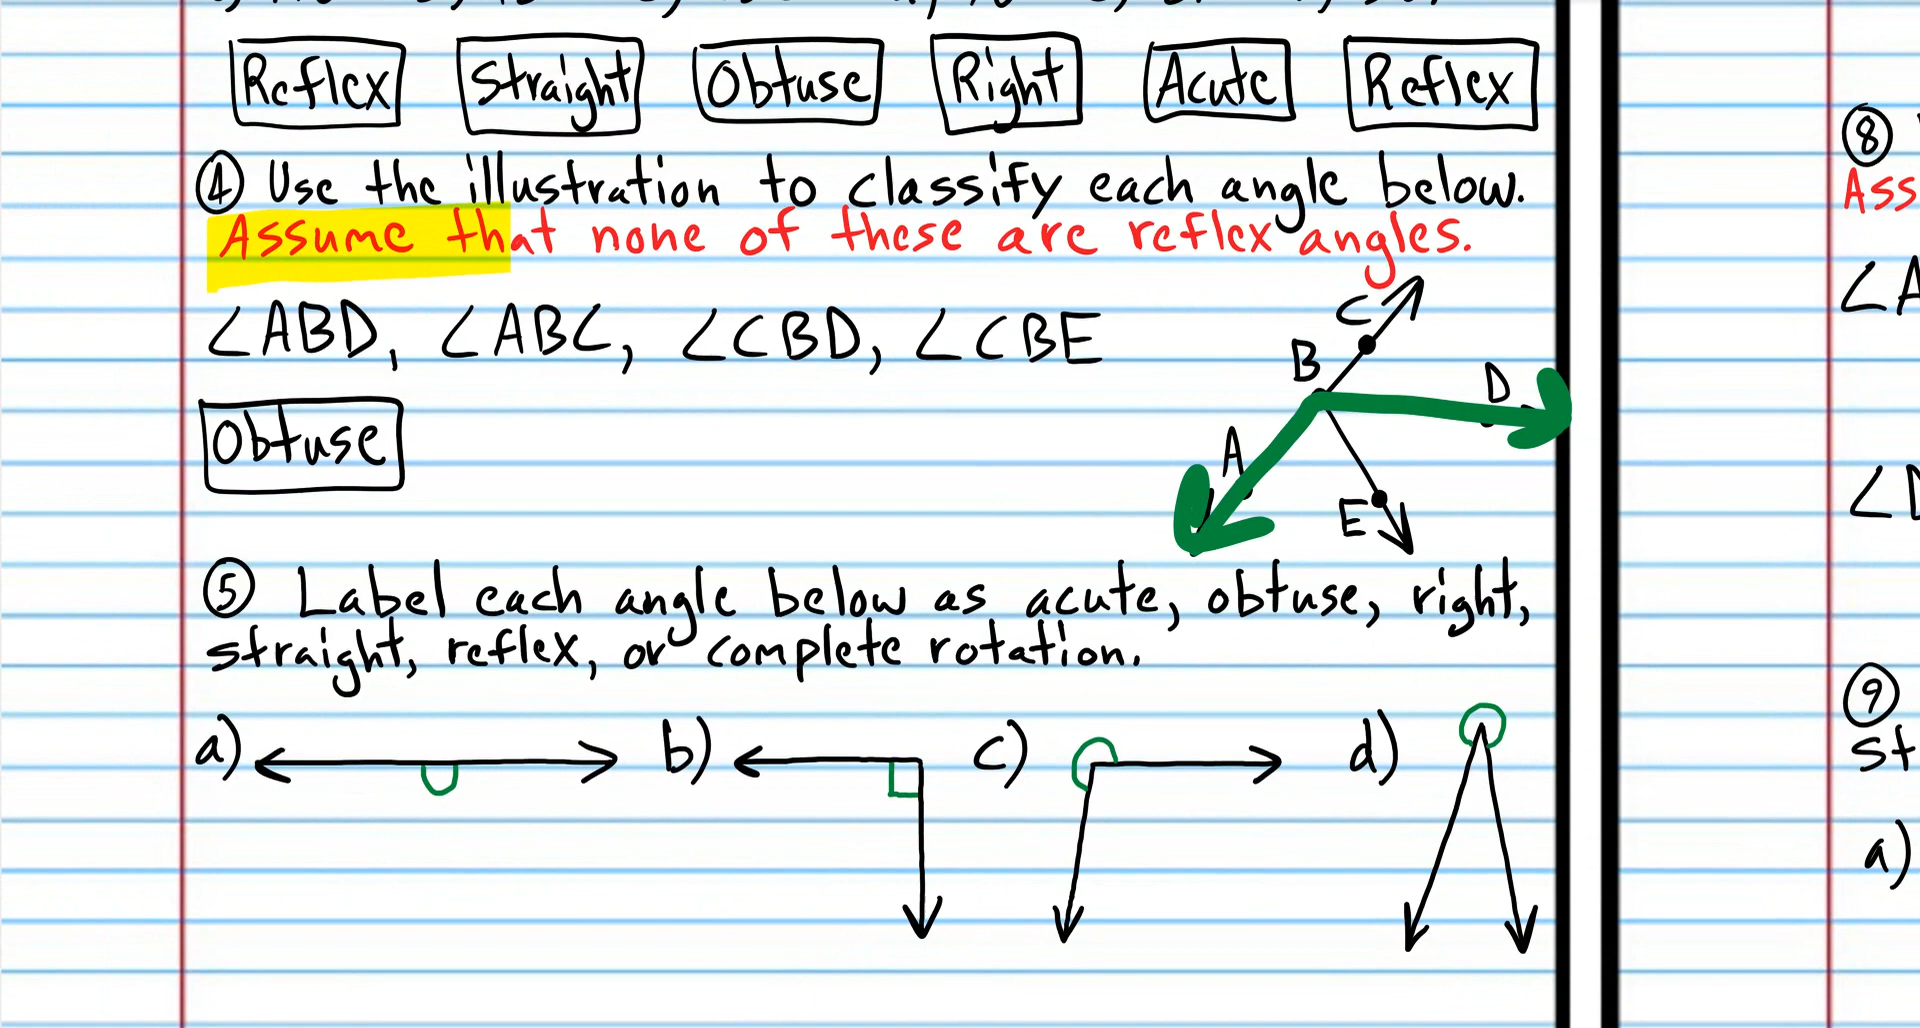 Reflex Straight Obtuse Right Acute Reflex
④ Use the illustration to classify each angle below.
Assume that none of these are reflex angles.
∠ABD, ∠ABC, ∠CBD, ∠CBE
C
B
D
A
E
Obtuse
⑤ Label each angle below as acute, obtuse, right,
straight, reflex, or complete rotation.
a) b) c) d)
⑧
Ass
∠A
∠D
⑨
st
a)